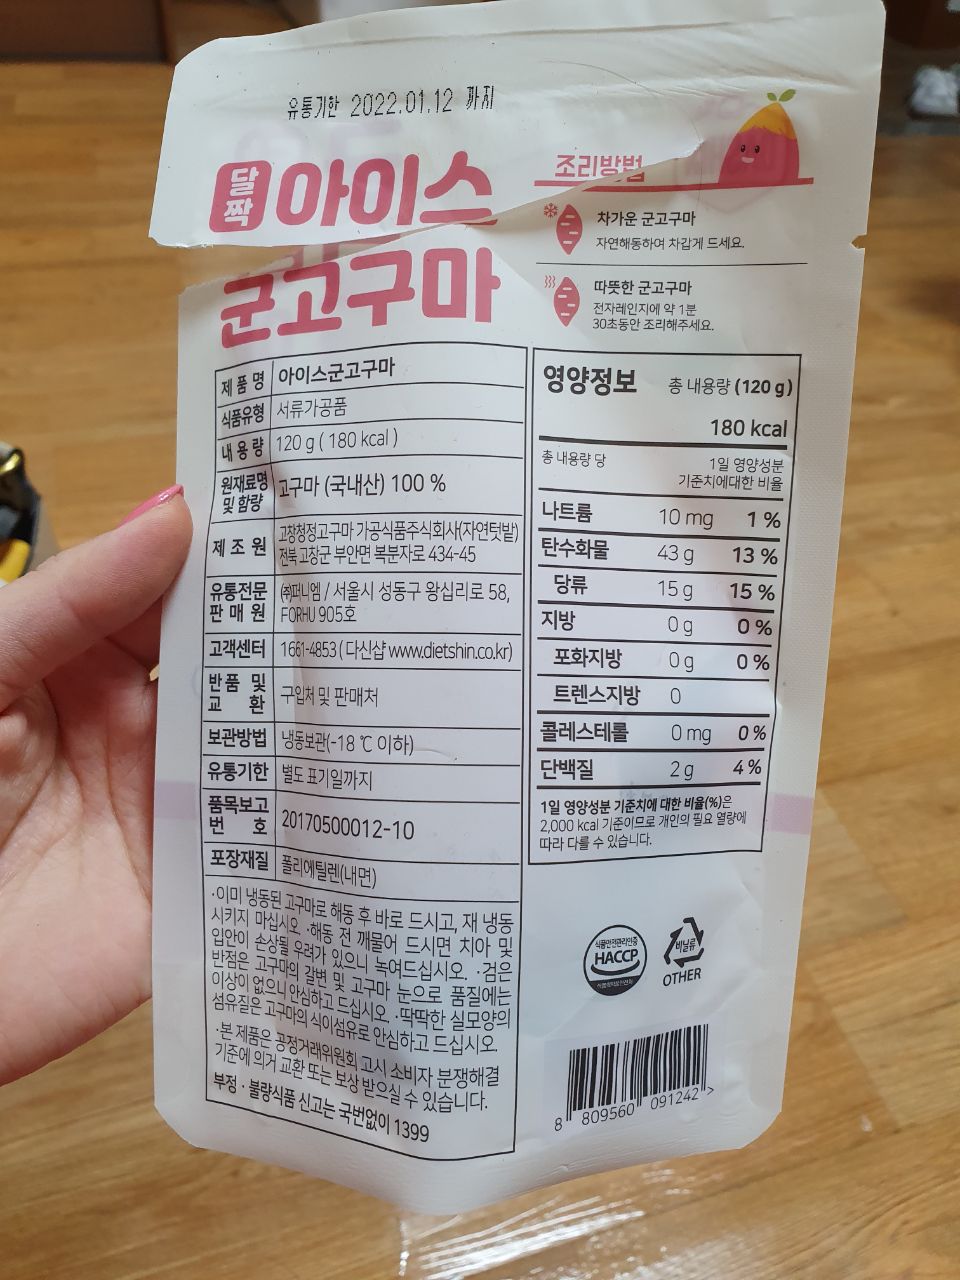 유통기한 2022.01.12 까지
달짝 아이스
군고구마
조리방법
차가운 군고구마
자연해동하여 차갑게 드세요.
따뜻한 군고구마
전자레인지에 약 1분
30초동안 조리해주세요.
제 품 명 아이스군고구마
식품유형 서류가공품
내 용 량 120 g ( 180 kcal )
원재료명 및 함량 고구마 (국내산) 100 %
제 조 원 고창청정고구마 가공식품주식회사(자연텃밭)
전북 고창군 부안면 복분자로 434-45
유통전문 판 매 원 ㈜퍼니엠 / 서울시 성동구 왕십리로 58,
FORHU 905호
고객센터 1661-4853 ( 다신샵 www.dietshin.co.kr)
반 품 및 교 환 구입처 및 판매처
보관방법 냉동보관(-18 ℃ 이하)
유통기한 별도 표기일까지
품목보고 번 호 20170500012-10
포장재질 폴리에틸렌(내면)
·이미 냉동된 고구마로 해동 후 바로 드시고, 재 냉동
시키지 마십시오 ·해동 전 깨물어 드시면 치아 및
입안이 손상될 우려가 있으니 녹여드십시오. ·검은
반점은 고구마의 갈변 및 고구마 눈으로 품질에는
이상이 없으니 안심하고 드십시오 ·딱딱한 실모양의
섬유질은 고구마의 식이섬유로 안심하고 드십시오.
·본 제품은 공정거래위원회 고시 소비자 분쟁해결
기준에 의거 교환 또는 보상 받으실 수 있습니다.
부정 · 불량식품 신고는 국번없이 1399
영양정보 총 내용량 (120 g)
180 kcal
총 내용량 당 1일 영양성분
기준치에대한 비율
나트륨 10 mg 1 %
탄수화물 43 g 13 %
당류 15 g 15 %
지방 0 g 0 %
포화지방 0 g 0 %
트렌스지방 0
콜레스테롤 0 mg 0 %
단백질 2 g 4 %
1일 영양성분 기준치에 대한 비율(%)은
2,000 kcal 기준이므로 개인의 필요 열량에
따라 다를 수 있습니다.
식품안전관리인증
HACCP
비닐류
OTHER
8 809560 091242 >